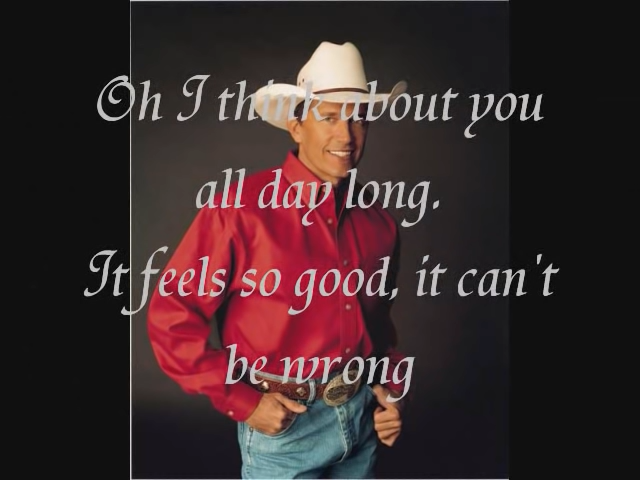 Oh I think about you
all day long.
It feels so good, it can't
be wrong